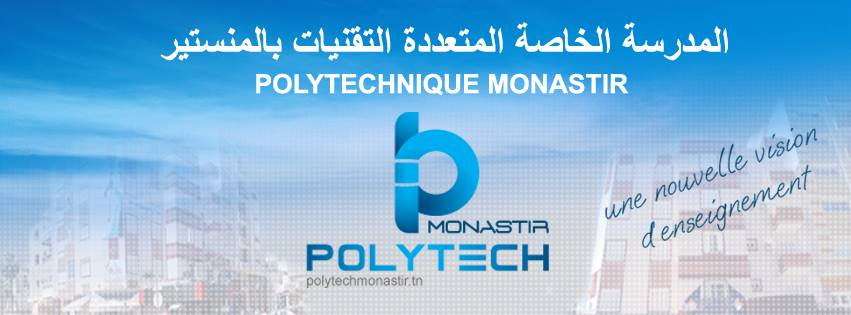 المدرسة الخاصة المتعددة التقنيات بالمنستير
POLYTECHNIQUE MONASTIR
une nouvelle vision
d'enseignement
MONASTIR
POLYTECH
polytechmonastir.tn